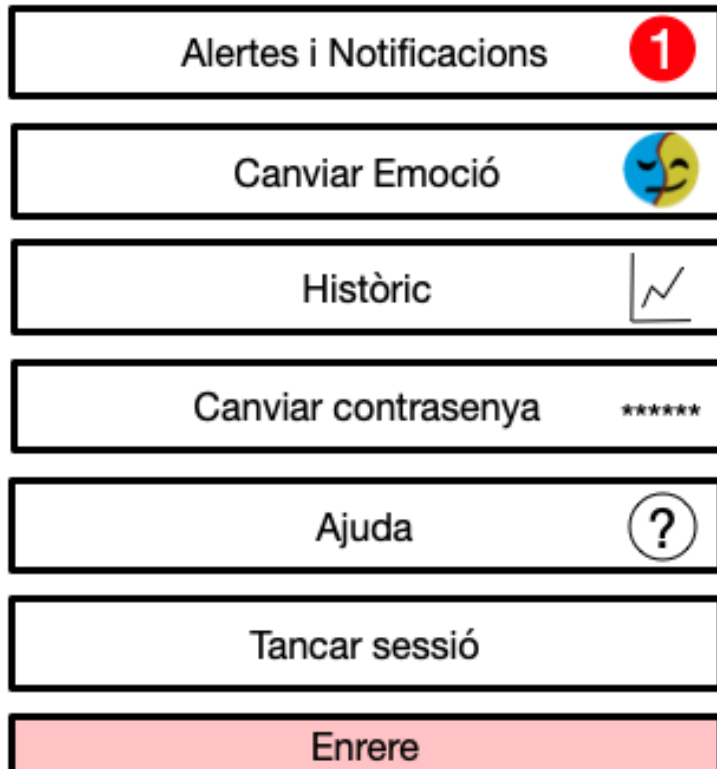 Alertes i Notificacions 1
Canviar Emoció
Històric
Canviar contrasenya ******
Ajuda ?
Tancar sessió
Enrere